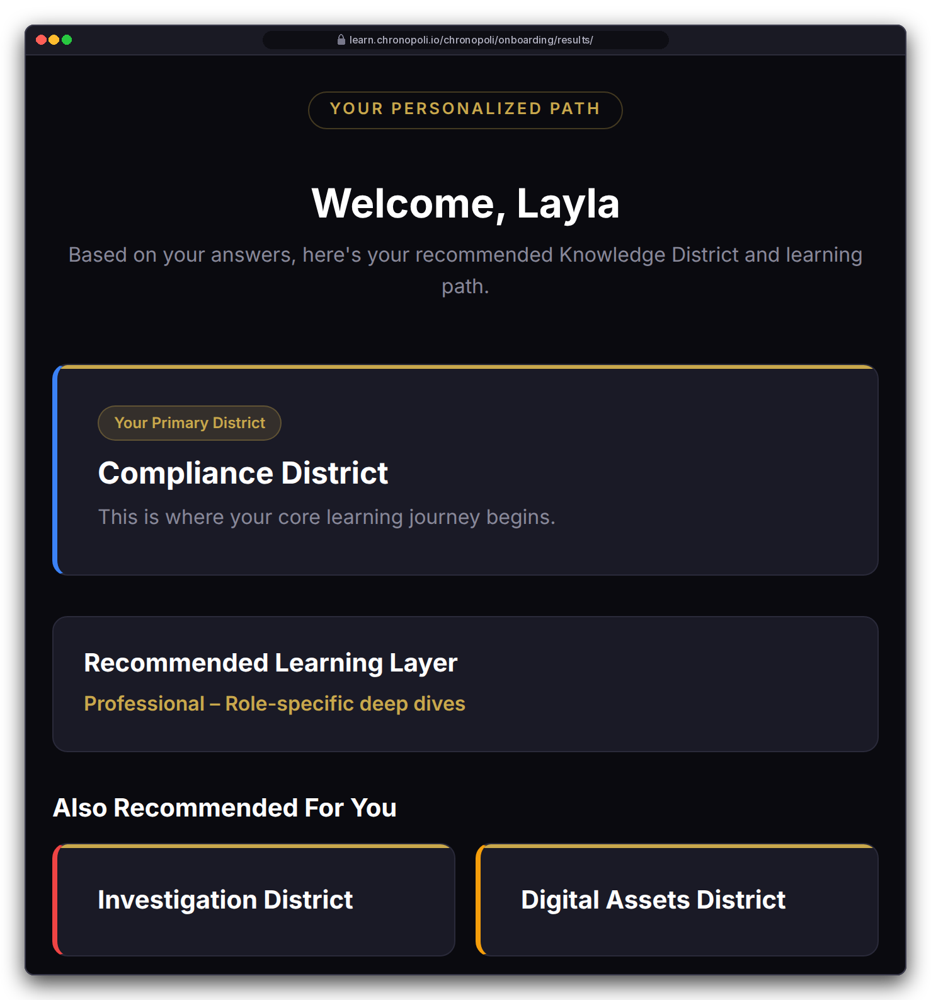 learn.chronopoli.io/chronopoli/onboarding/results/
YOUR PERSONALIZED PATH
Welcome, Layla
Based on your answers, here's your recommended Knowledge District and learning
path.
Your Primary District
Compliance District
This is where your core learning journey begins.
Recommended Learning Layer
Professional – Role-specific deep dives
Also Recommended For You
Investigation District
Digital Assets District